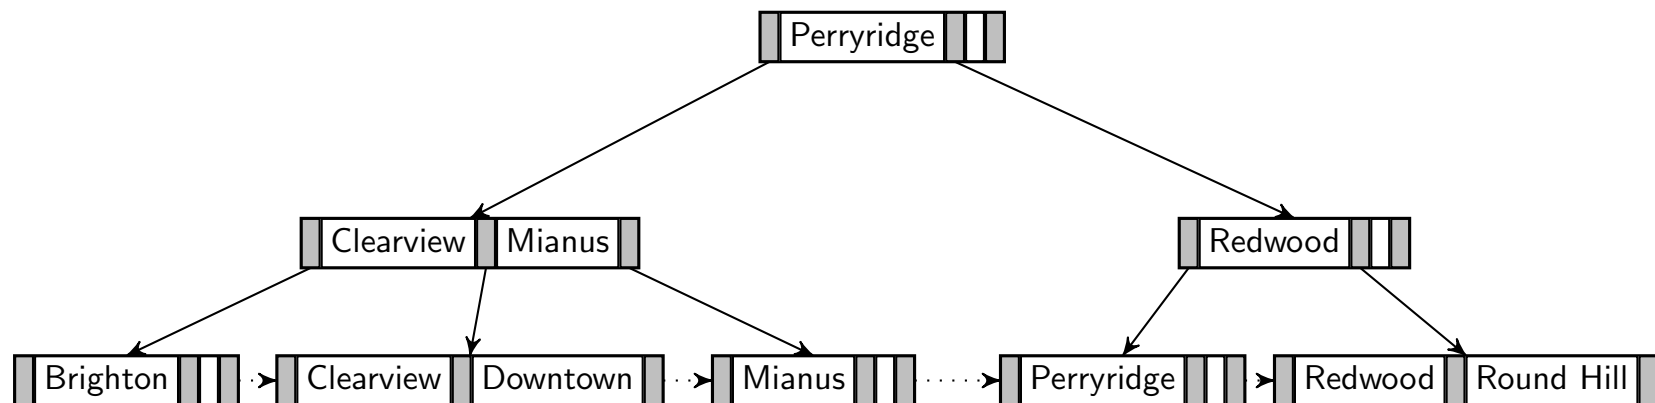 Perryridge
Clearview Mianus Redwood
Brighton Clearview Downtown Mianus Perryridge Redwood Round Hill